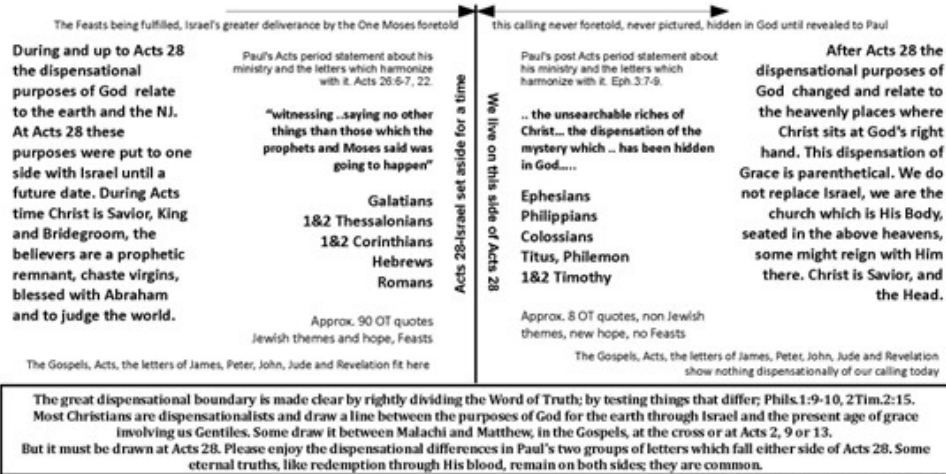 The Feasts being fulfilled, Israel's greater deliverance by the One Moses foretold
this calling never foretold, never pictured, hidden in God until revealed to Paul
During and up to Acts 28
the dispensational
purposes of God relate
to the earth and the NJ.
At Acts 28 these
purposes were put to one
side with Israel until a
future date. During Acts
time Christ is Savior, King
and Bridegroom, the
believers are a prophetic
remnant, chaste virgins,
blessed with Abraham
and to judge the world.
Paul's Acts period statement about his
ministry and the letters which harmonize
with it. Acts 26:6-7, 22.
"witnessing ..saying no other
things than those which the
prophets and Moses said was
going to happen"
Galatians
1&2 Thessalonians
1&2 Corinthians
Hebrews
Romans
Approx. 90 OT quotes
Jewish themes and hope, Feasts
The Gospels, Acts, the letters of James, Peter, John, Jude and Revelation fit here
Acts 28-Israel set aside for a time
We live on this side of Acts 28
Paul's post Acts period statement about
his ministry and the letters which
harmonize with it. Eph.3:7-9.
.. the unsearchable riches of
Christ... the dispensation of the
mystery which .. has been hidden
in God.....
Ephesians
Philippians
Colossians
Titus, Philemon
1&2 Timothy
Approx. 8 OT quotes, non Jewish
themes, new hope, no Feasts
After Acts 28 the
dispensational purposes of
God changed and relate to
the heavenly places where
Christ sits at God's right
hand. This dispensation of
Grace is parenthetical. We do
not replace Israel, we are the
church which is His Body,
seated in the above heavens,
some might reign with Him
there. Christ is Savior, and
the Head.
The Gospels, Acts, the letters of James, Peter, John, Jude and Revelation
show nothing dispensationally of our calling today
The great dispensational boundary is made clear by rightly dividing the Word of Truth; by testing things that differ; Phils.1:9-10, 2Tim.2:15.
Most Christians are dispensationalists and draw a line between the purposes of God for the earth through Israel and the present age of grace
involving us Gentiles. Some draw it between Malachi and Matthew, in the Gospels, at the cross or at Acts 2, 9 or 13.
But it must be drawn at Acts 28. Please enjoy the dispensational differences in Paul's two groups of letters which fall either side of Acts 28. Some
eternal truths, like redemption through His blood, remain on both sides; they are common.